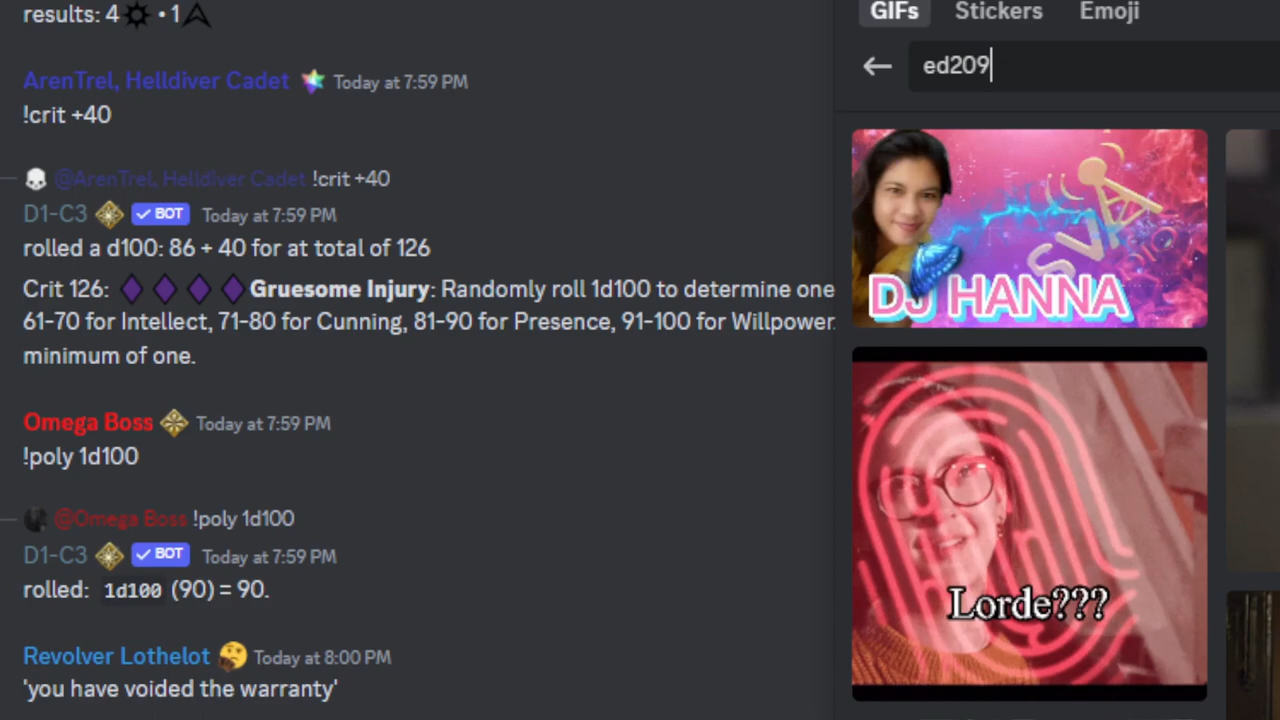 results: 4 • 1
ArenTrel, Helldiver Cadet Today at 7:59 PM
!crit +40
@ArenTrel, Helldiver Cadet !crit +40
D1-C3 BOT Today at 7:59 PM
rolled a d100: 86 + 40 for at total of 126
Crit 126: Gruesome Injury: Randomly roll 1d100 to determine one
61-70 for Intellect, 71-80 for Cunning, 81-90 for Presence, 91-100 for Willpower.
minimum of one.
Omega Boss Today at 7:59 PM
!poly 1d100
@Omega Boss !poly 1d100
D1-C3 BOT Today at 7:59 PM
rolled: 1d100 (90) = 90.
Revolver Lothelot Today at 8:00 PM
'you have voided the warranty'
GIFs Stickers Emoji
ed209
SVA
DJ HANNA
Lorde???